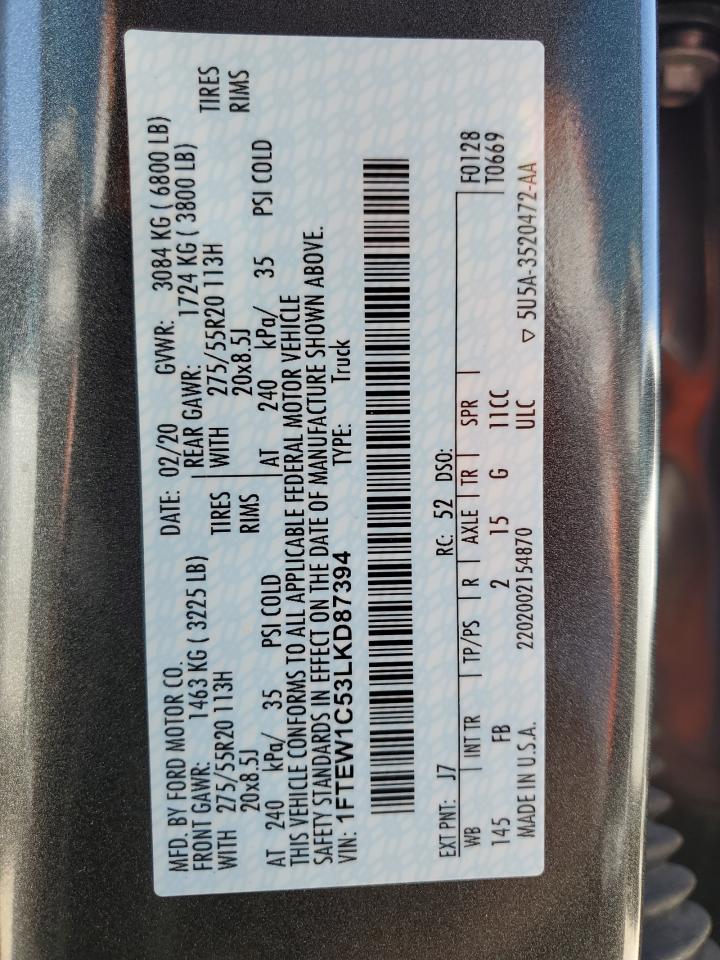 MFD. BY FORD MOTOR CO.
DATE: 02/20 GVWR: 3084 KG ( 6800 LB)
FRONT GAWR: 1463 KG ( 3225 LB) REAR GAWR: 1724 KG ( 3800 LB)
WITH 275/55R20 113H TIRES WITH 275/55R20 113H TIRES
20x8.5J RIMS 20x8.5J RIMS
AT 240 kPa/ 35 PSI COLD AT 240 kPa/ 35 PSI COLD
THIS VEHICLE CONFORMS TO ALL APPLICABLE FEDERAL MOTOR VEHICLE
SAFETY STANDARDS IN EFFECT ON THE DATE OF MANUFACTURE SHOWN ABOVE.
VIN: 1FTEW1C53LKD87394 TYPE: Truck
EXT PNT: J7 RC: 52 DSO: F0128
WB INT TR TP/PS R AXLE TR SPR T0669
145 FB 2 15 G 11CC
MADE IN U.S.A. 2202002154870 ULC ▽ 5U5A-3520472-AA